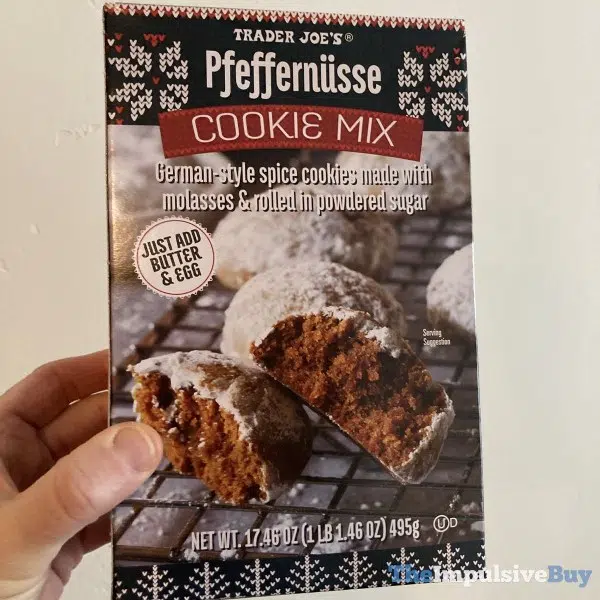 TRADER JOE'S®
Pfeffernüsse
COOKIE MIX
German-style spice cookies made with
molasses & rolled in powdered sugar
JUST ADD
BUTTER
& EGG
Serving
Suggestion
NET WT. 17.46 OZ (1 LB 1.46 OZ) 495g
U D
TheImpulsiveBuy